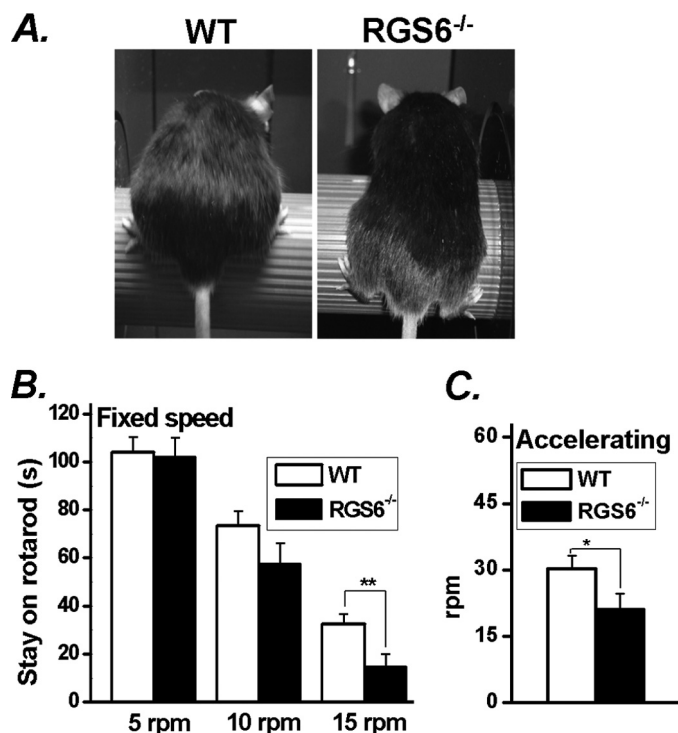 A.
WT
RGS6-/-
B.
Fixed speed
Stay on rotarod (s)
120
100
80
60
40
20
0
WT
RGS6-/-
**
5 rpm
10 rpm
15 rpm
C.
Accelerating
rpm
60
45
30
15
0
WT
RGS6-/-
*